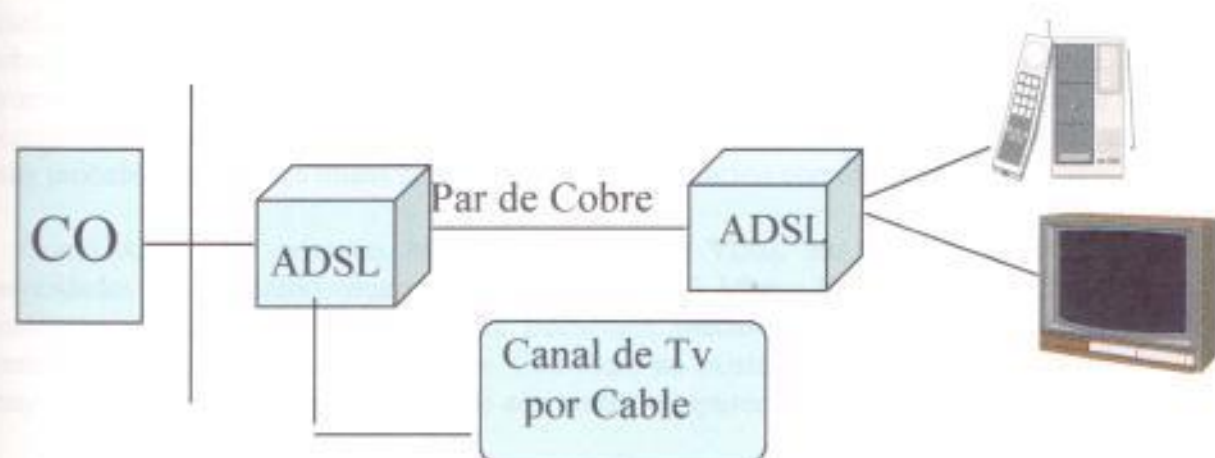 CO
ADSL
Par de Cobre
ADSL
Canal de Tv
por Cable